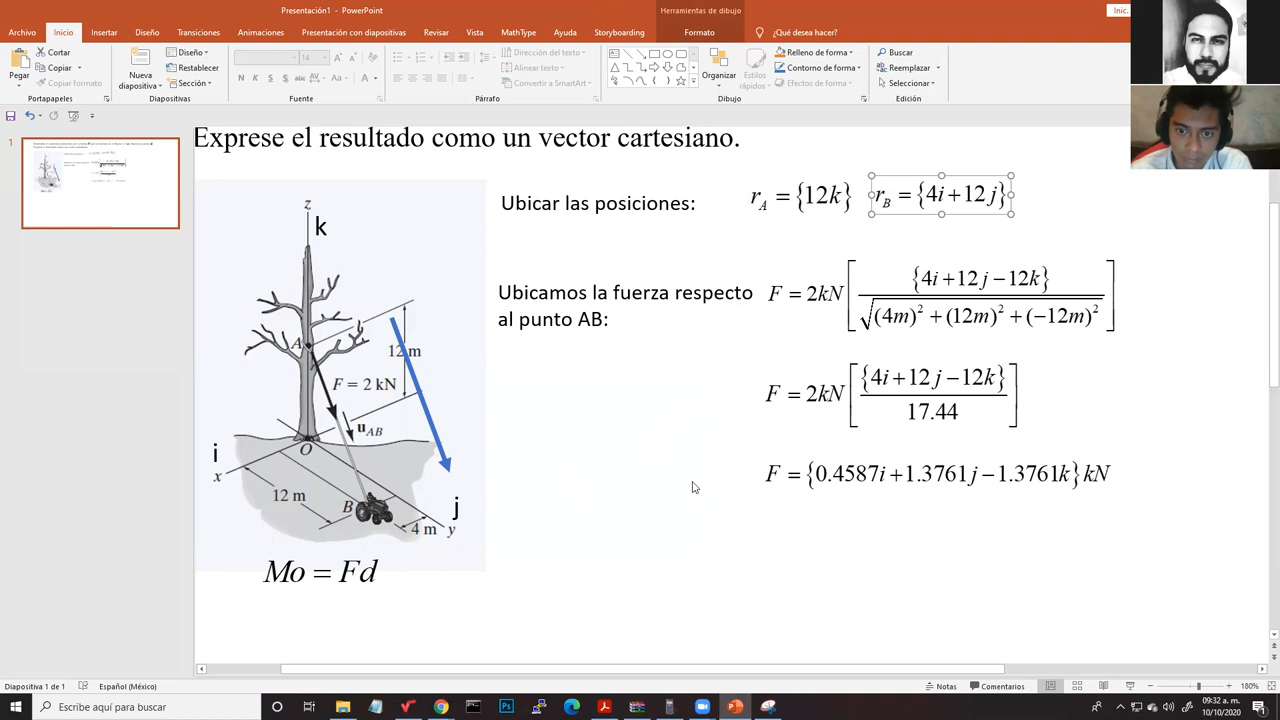 Presentación1 - PowerPoint
Herramientas de dibujo
Inic.
Archivo Inicio Insertar Diseño Transiciones Animaciones Presentación con diapositivas Revisar Vista MathType Ayuda Storyboarding Formato ¿Qué desea hacer?
Pegar
Cortar
Copiar
Copiar formato
Portapapeles
Nueva diapositiva
Diseño
Restablecer
Sección
Diapositivas
14
N K S S abc AV Aa A
Fuente
Dirección del texto
Alinear texto
Convertir a SmartArt
Párrafo
Organizar
Estilos rápidos
Relleno de forma
Contorno de forma
Efectos de forma
Dibujo
Buscar
Reemplazar
Seleccionar
Edición
1
Exprese el resultado como un vector cartesiano.
Ubicar las posiciones:
r_A = {12k}
r_B = {4i+12j}
z
k
Ubicamos la fuerza respecto
al punto AB:
F = 2kN[{4i+12j−12k}/√((4m)²+(12m)²+(−12m)²)]
A
12 m
F = 2 kN
F = 2kN[{4i+12j−12k}/17.44]
u_AB
O
i
x
F = {0.4587i+1.3761j−1.3761k}kN
12 m
B
j
4 m
y
Mo = Fd
Diapositiva 1 de 1
Español (México)
Notas
Comentarios
180%
Escribe aquí para buscar
09:32 a. m.
10/10/2020